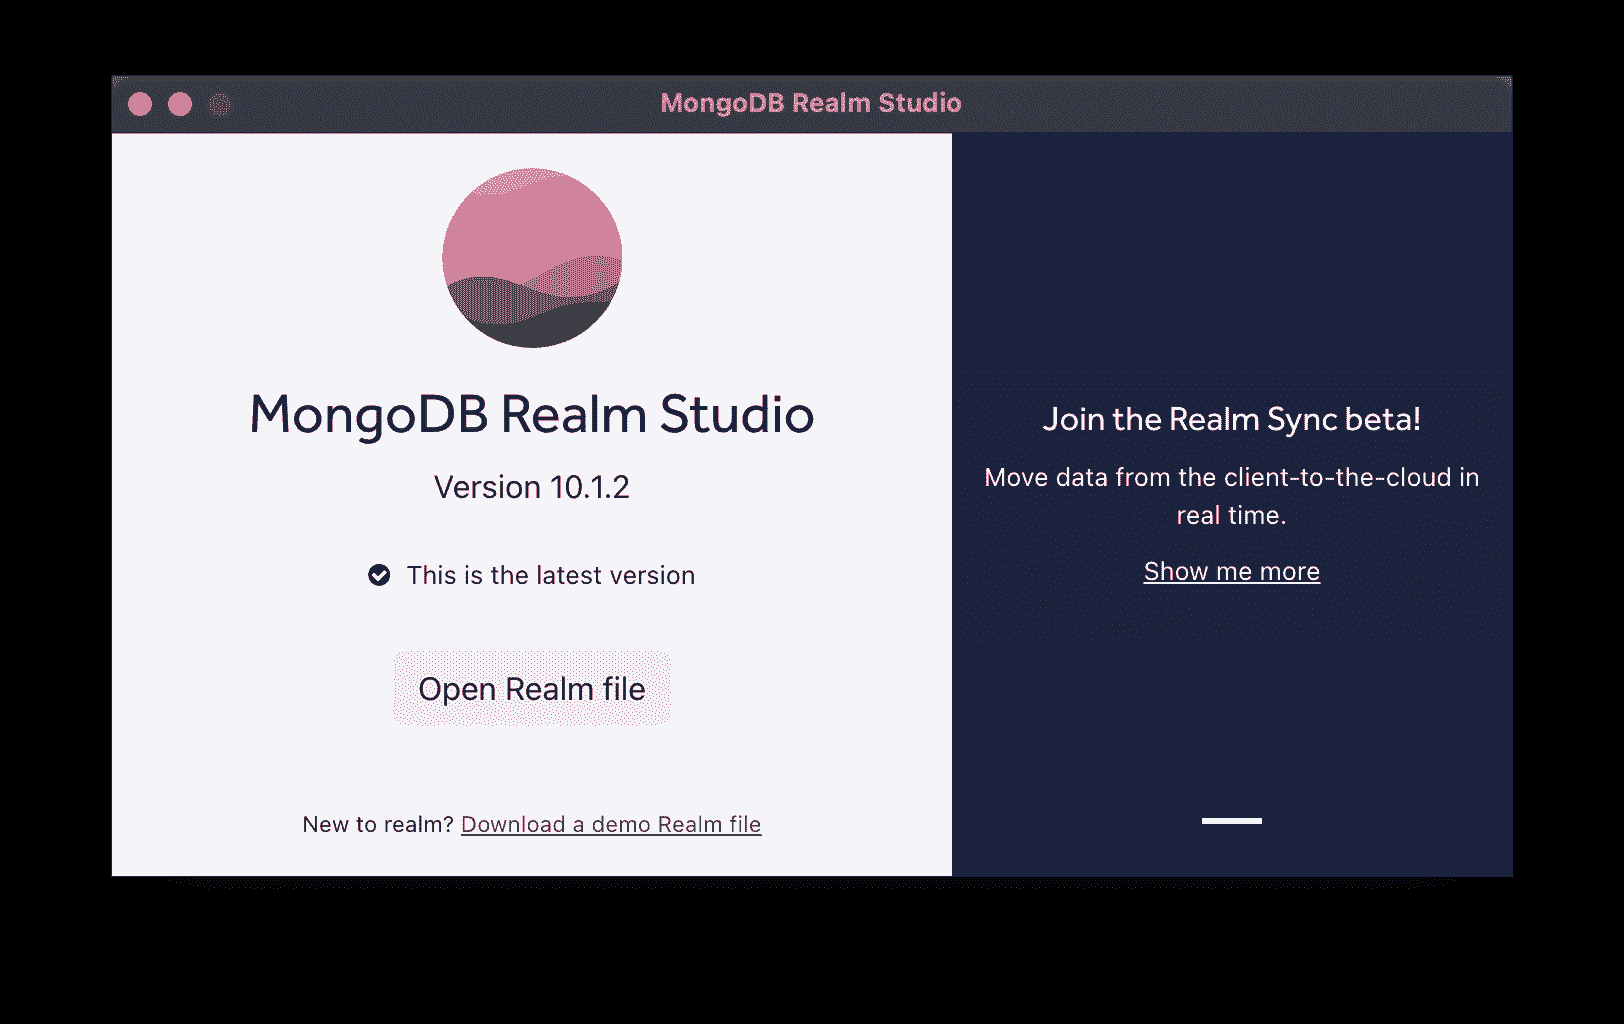 MongoDB Realm Studio
MongoDB Realm Studio
Version 10.1.2
This is the latest version
Open Realm file
New to realm? Download a demo Realm file
Join the Realm Sync beta!
Move data from the client-to-the-cloud in
real time.
Show me more